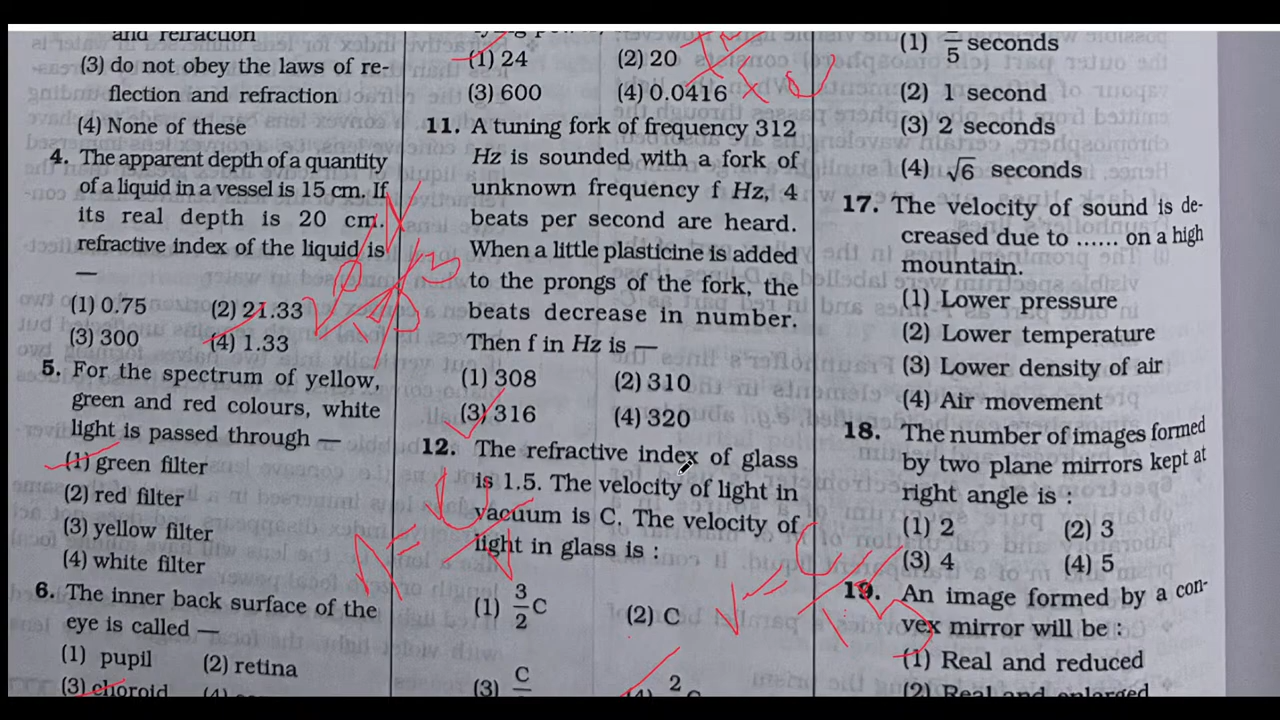 and refraction
(3) do not obey the laws of re-
flection and refraction
(4) None of these
4. The apparent depth of a quantity
of a liquid in a vessel is 15 cm. If
its real depth is 20 cm.
refractive index of the liquid is
—
(1) 0.75 (2) 21.33
(3) 300 (4) 1.33
5. For the spectrum of yellow,
green and red colours, white
light is passed through —
(1) green filter
(2) red filter
(3) yellow filter
(4) white filter
6. The inner back surface of the
eye is called —
(1) pupil (2) retina
(3) choroid
(1) 24 (2) 20
(3) 600 (4) 0.0416
11. A tuning fork of frequency 312
Hz is sounded with a fork of
unknown frequency f Hz, 4
beats per second are heard.
When a little plasticine is added
to the prongs of the fork, the
beats decrease in number.
Then f in Hz is —
(1) 308 (2) 310
(3) 316 (4) 320
12. The refractive index of glass
is 1.5. The velocity of light in
vacuum is C. The velocity of
light in glass is :
(1) 3/2 C (2) C
(3) C
(4) 2
(1) /5 seconds
(2) 1 second
(3) 2 seconds
(4) √6 seconds
17. The velocity of sound is de-
creased due to ...... on a high
mountain.
(1) Lower pressure
(2) Lower temperature
(3) Lower density of air
(4) Air movement
18. The number of images formed
by two plane mirrors kept at
right angle is :
(1) 2 (2) 3
(3) 4 (4) 5
19. An image formed by a con-
vex mirror will be :
(1) Real and reduced
(2) Real and enlarged